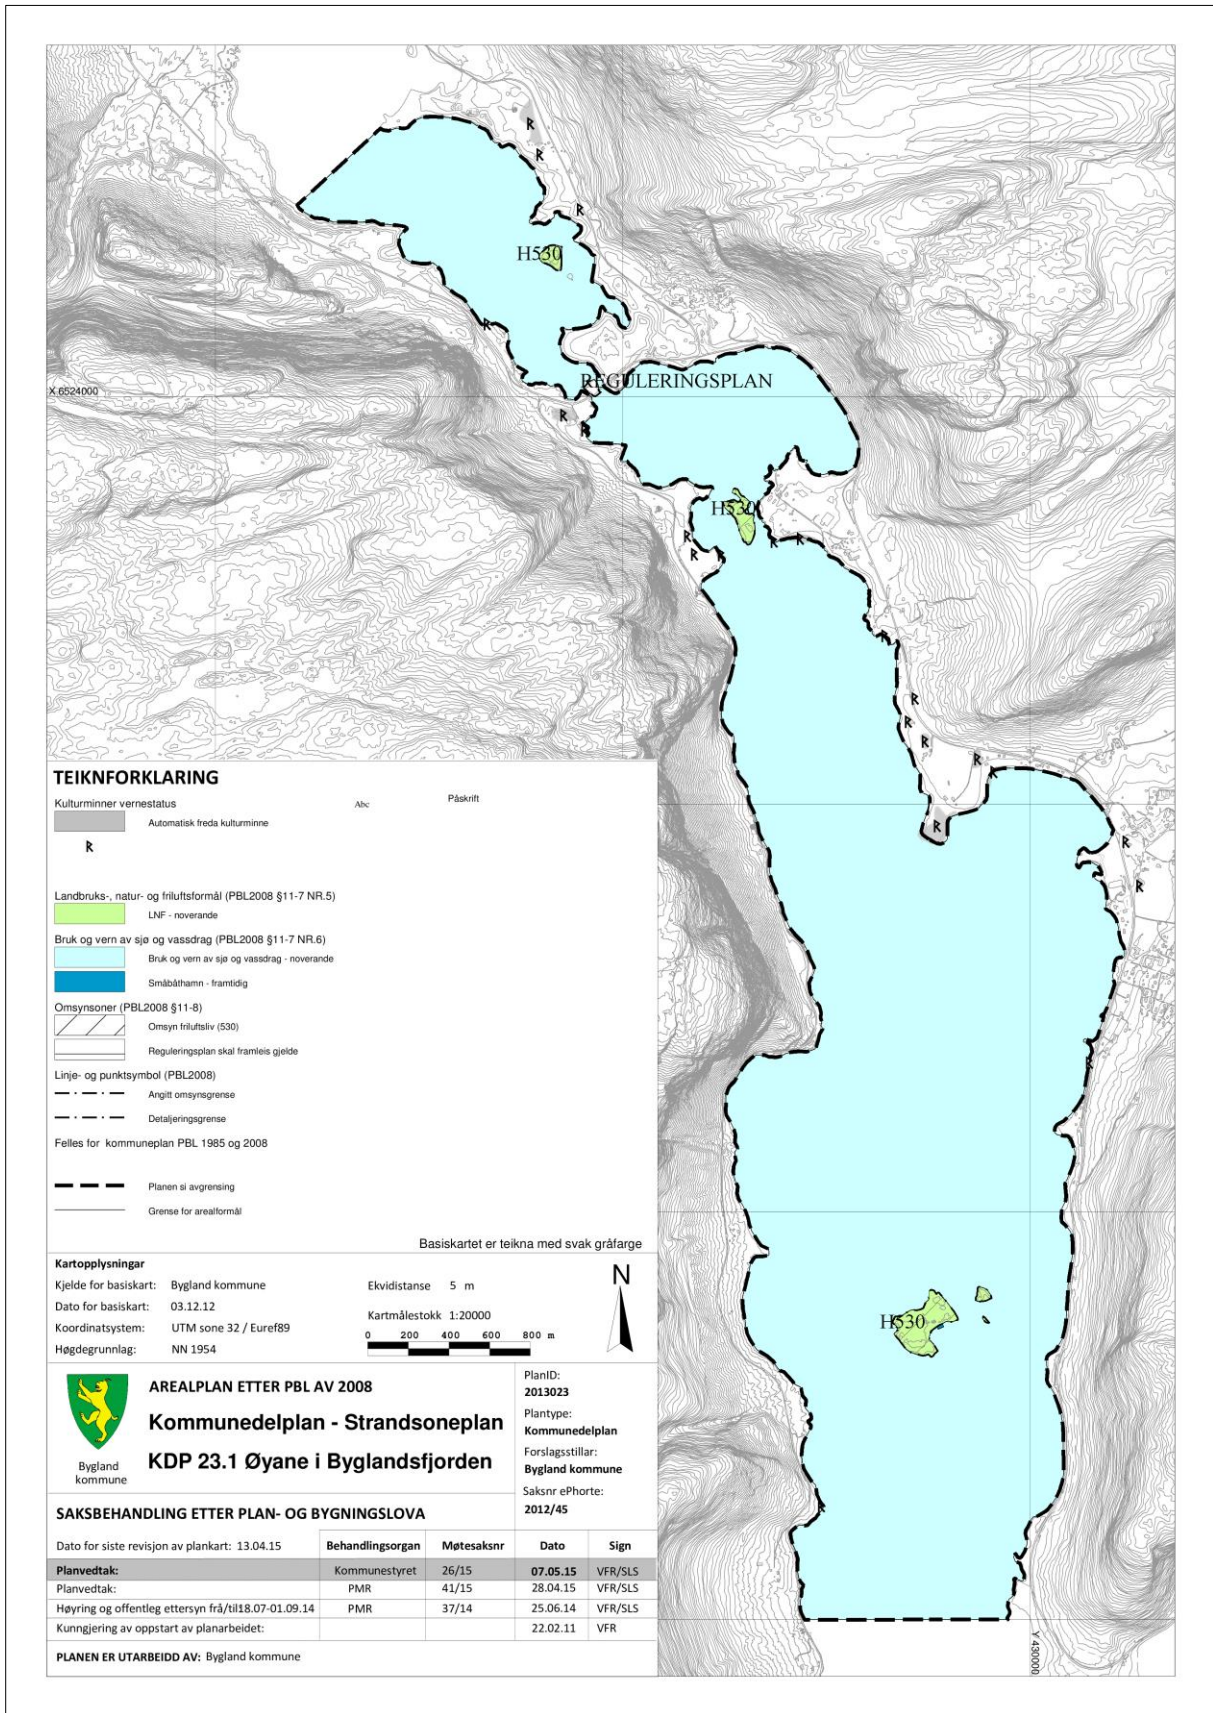 H530
REGULERINGSPLAN
X 6524000
H530
H530
Y 430000
TEIKNFORKLARING
Kulturminner vernestatus
Abc Påskrift
Automatisk freda kulturminne
Landbruks-, natur- og friluftsformål (PBL2008 §11-7 NR.5)
LNF - noverande
Bruk og vern av sjø og vassdrag (PBL2008 §11-7 NR.6)
Bruk og vern av sjø og vassdrag - noverande
Småbåthamn - framtidig
Omsynsoner (PBL2008 §11-8)
Omsyn friluftsliv (530)
Reguleringsplan skal framleis gjelde
Linje- og punktsymbol (PBL2008)
Angitt omsynsgrense
Detaljeringsgrense
Felles for kommuneplan PBL 1985 og 2008
Planen si avgrensing
Grense for arealformål
Basiskartet er teikna med svak gråfarge
Kartopplysningar
Kjelde for basiskart: Bygland kommune
Dato for basiskart: 03.12.12
Koordinatsystem: UTM sone 32 / Euref89
Høgdegrunnlag: NN 1954
Ekvidistanse 5 m
Kartmålestokk 1:20000
0 200 400 600 800 m
N
Bygland
kommune
AREALPLAN ETTER PBL AV 2008
Kommunedelplan - Strandsoneplan
KDP 23.1 Øyane i Byglandsfjorden
PlanID:
2013023
Plantype:
Kommunedelplan
Forslagsstillar:
Bygland kommune
Saksnr ePhorte:
2012/45
SAKSBEHANDLING ETTER PLAN- OG BYGNINGSLOVA
Dato for siste revisjon av plankart: 13.04.15 Behandlingsorgan Møtesaksnr Dato Sign
Planvedtak: Kommunestyret 26/15 07.05.15 VFR/SLS
Planvedtak: PMR 41/15 28.04.15 VFR/SLS
Høyring og offentleg ettersyn frå/til:18.07-01.09.14 PMR 37/14 25.06.14 VFR/SLS
Kunngjering av oppstart av planarbeidet: 22.02.11 VFR
PLANEN ER UTARBEIDD AV: Bygland kommune